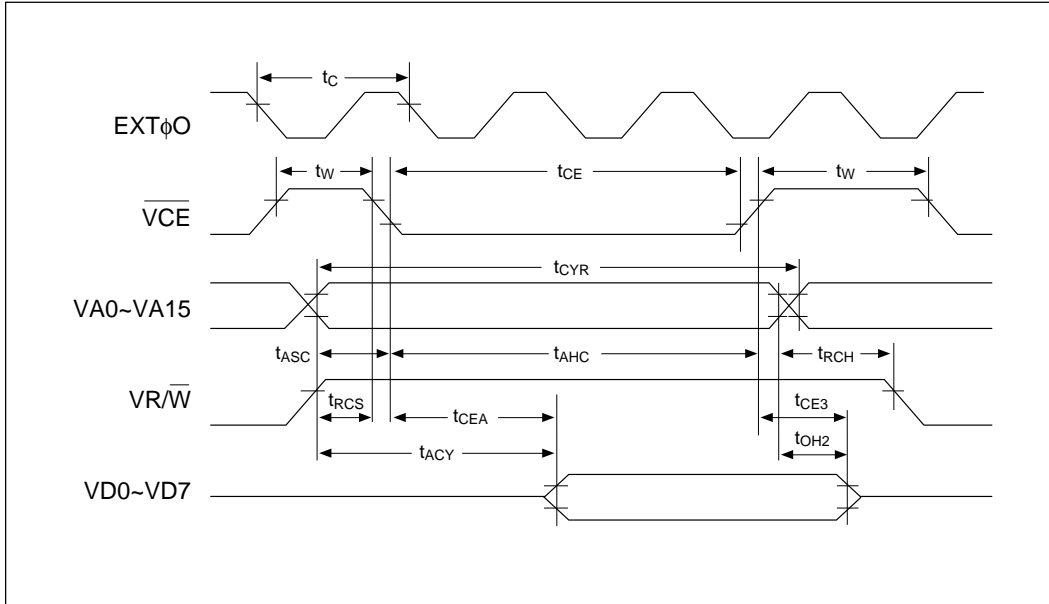 tC
EXTφO
tW tCE tW
V̅C̅E̅
tCYR
VA0~VA15
tASC tAHC tRCH
VR/W̅
tRCS tCEA tCE3
tACY tOH2
VD0~VD7